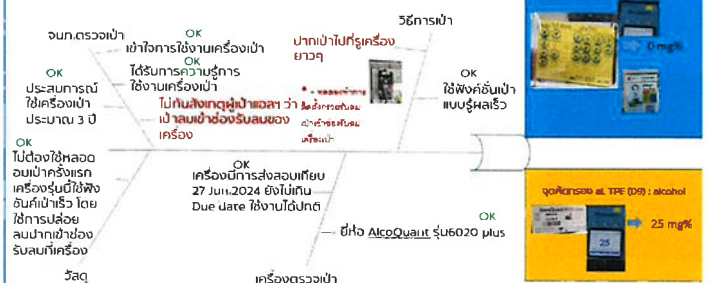 จนท.ตรวจเป่า
OK
เข้าใจการใช้งานเครื่องเป่า
OK
ได้รับการความรู้การ
ใช้งานเครื่องเป่า
OK
ประสบการณ์
ใช้เครื่องเป่า
ประมาณ 3 ปี
ไม่ทันสังเกตุผู้เป่าแอลฯ ว่า
เป่าลมเข้าช่องรับลมของ
เครื่อง
วิธีการเป่า
ปากเป่าไปที่รูเครื่อง
ยาวๆ
OK
ใช้ฟังค์ชั่นเป่า
แบบรู้ผลเร็ว
OK
ไม่ต้องใช้หลอด
อมเป่าครั้งแรก
เครื่องรุ่นนี้ใช้ฟัง
ชั่นค์เป่าเร็ว โดย
ใช้การปล่อย
ลมปากเข้าช่อง
รับลมที่เครื่อง
วัสดุ
OK
เครื่องมีการส่งสอบเทียบ
27 Jun.2024 ยังไม่เกิน
Due date ใช้งานได้ปกติ
OK
ยี่ห้อ AlcoQuant รุ่น6020 plus
เครื่องตรวจเป่า
0 mg%
จุดคัดกรอง ณ TPE (D9) : alcohol
25
25 mg%